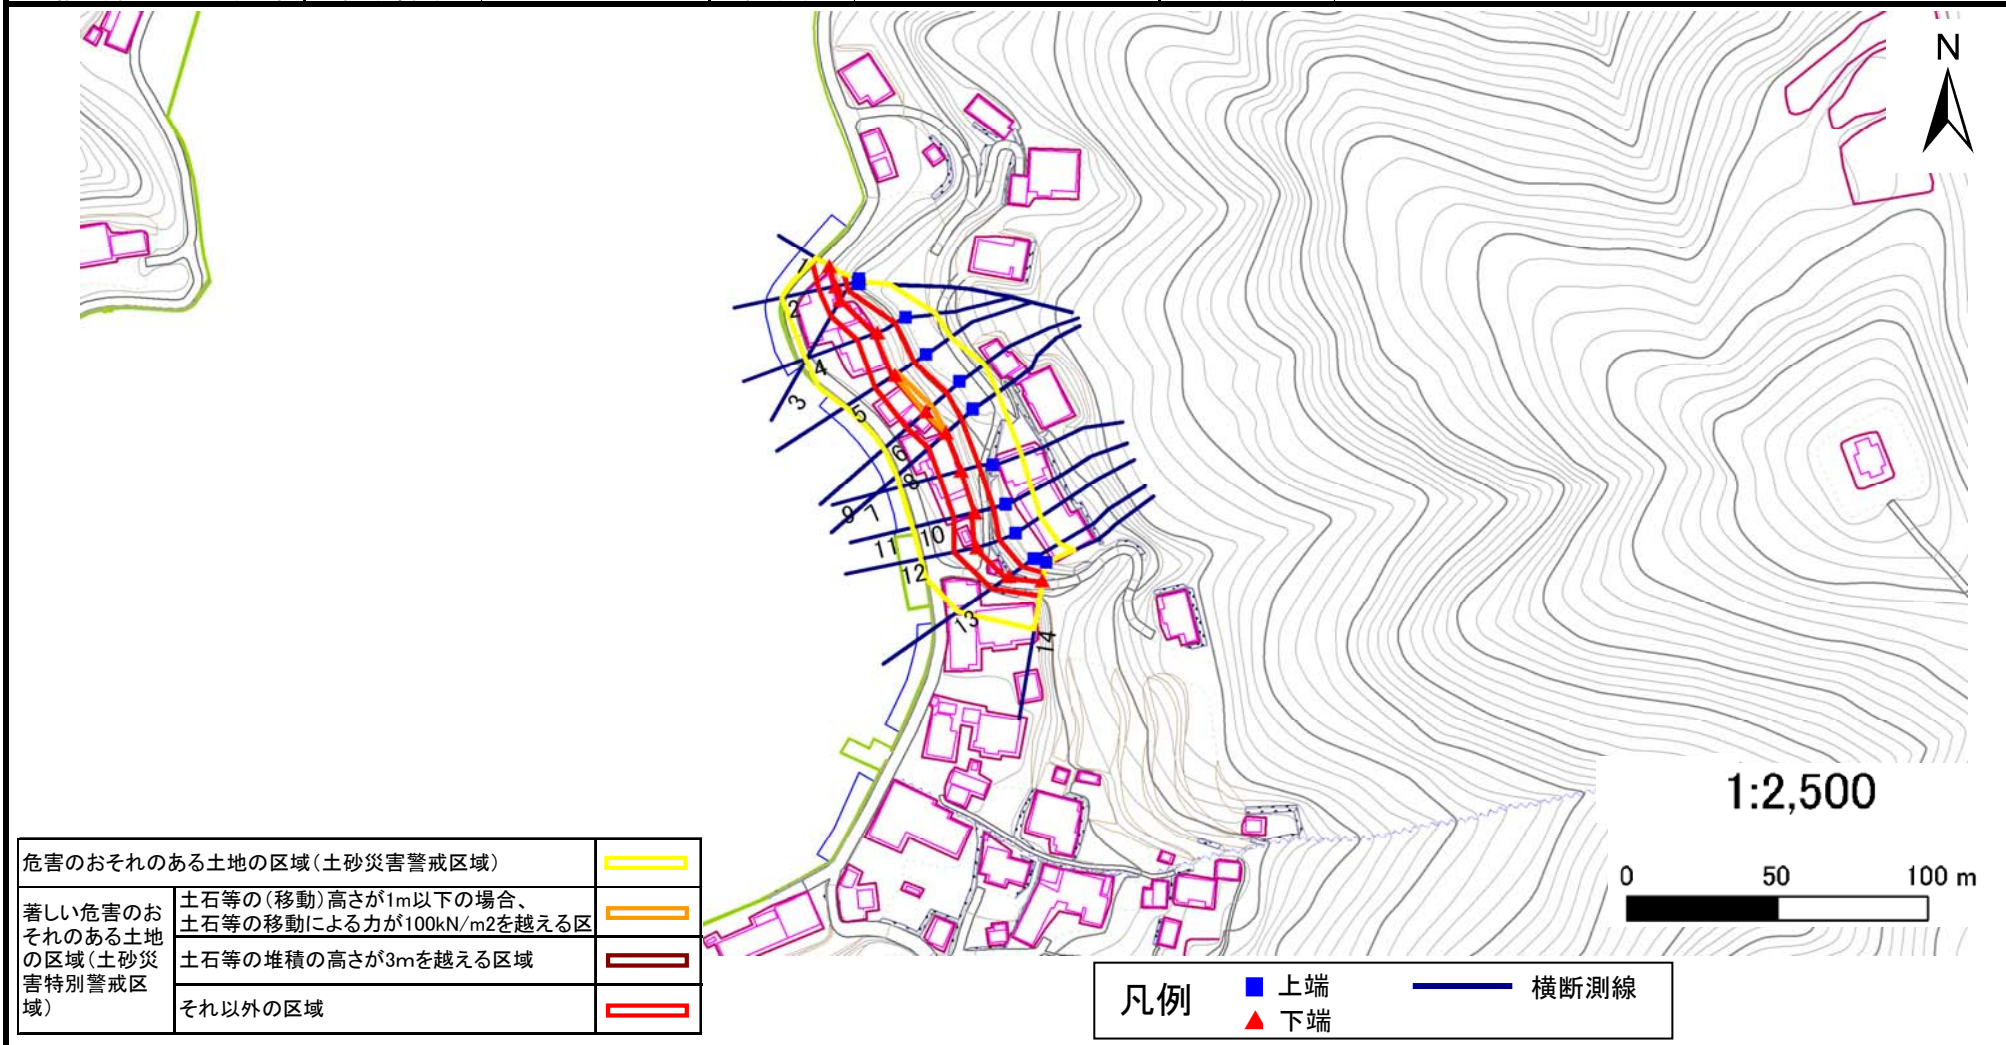 N
1
2
4
3
5
6
8
9
7
10
11
12
13
14
1:2,500
0 50 100 m
危害のおそれのある土地の区域(土砂災害警戒区域)
著しい危害のお
それのある土地
の区域(土砂災
害特別警戒区
域)
土石等の(移動)高さが1m以下の場合、
土石等の移動による力が100kN/m2を越える区
土石等の堆積の高さが3mを越える区域
それ以外の区域
凡例
上端
下端
横断測線